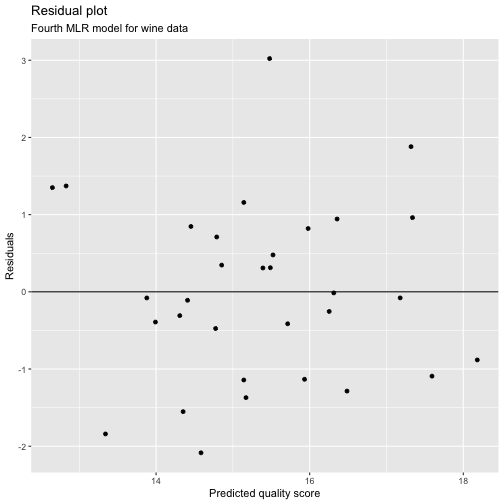 Residual plot
Fourth MLR model for wine data
3
2
1
0
-1
-2
Residuals
14
16
18
Predicted quality score